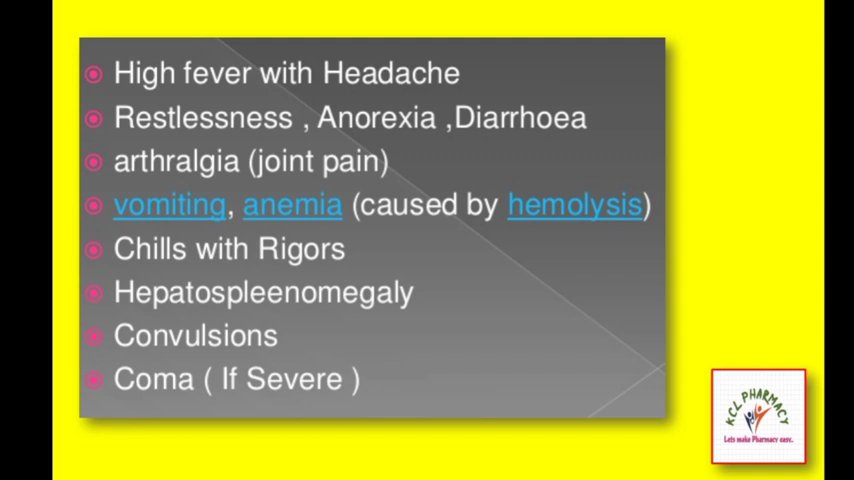 High fever with Headache
Restlessness , Anorexia ,Diarrhoea
arthralgia (joint pain)
vomiting, anemia (caused by hemolysis)
Chills with Rigors
Hepatospleenomegaly
Convulsions
Coma ( If Severe )
KCL PHARMACY
Lets make Pharmacy easy.